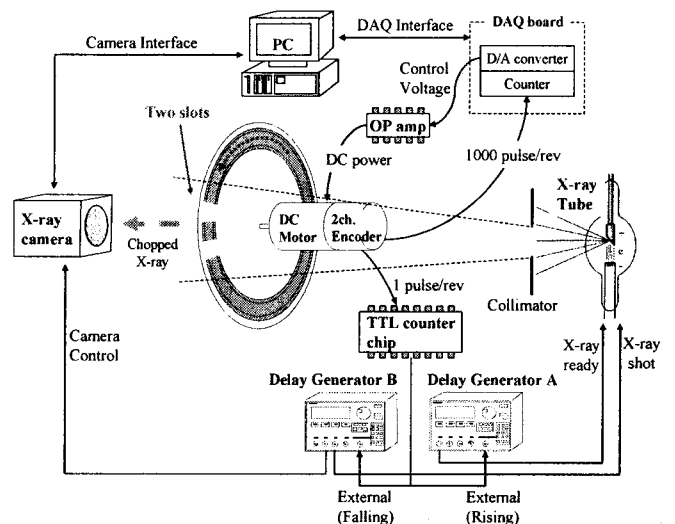 Camera Interface
PC
DAQ Interface
DAQ board
D/A converter
Counter
Control
Voltage
OP amp
DC power
1000 pulse/rev
Two slots
X-ray
Tube
X-ray
camera
Chopped
X-ray
DC
Motor
2ch.
Encoder
1 pulse/rev
Collimator
TTL counter
chip
Camera
Control
X-ray
ready
X-ray
shot
Delay Generator B
Delay Generator A
External
(Falling)
External
(Rising)